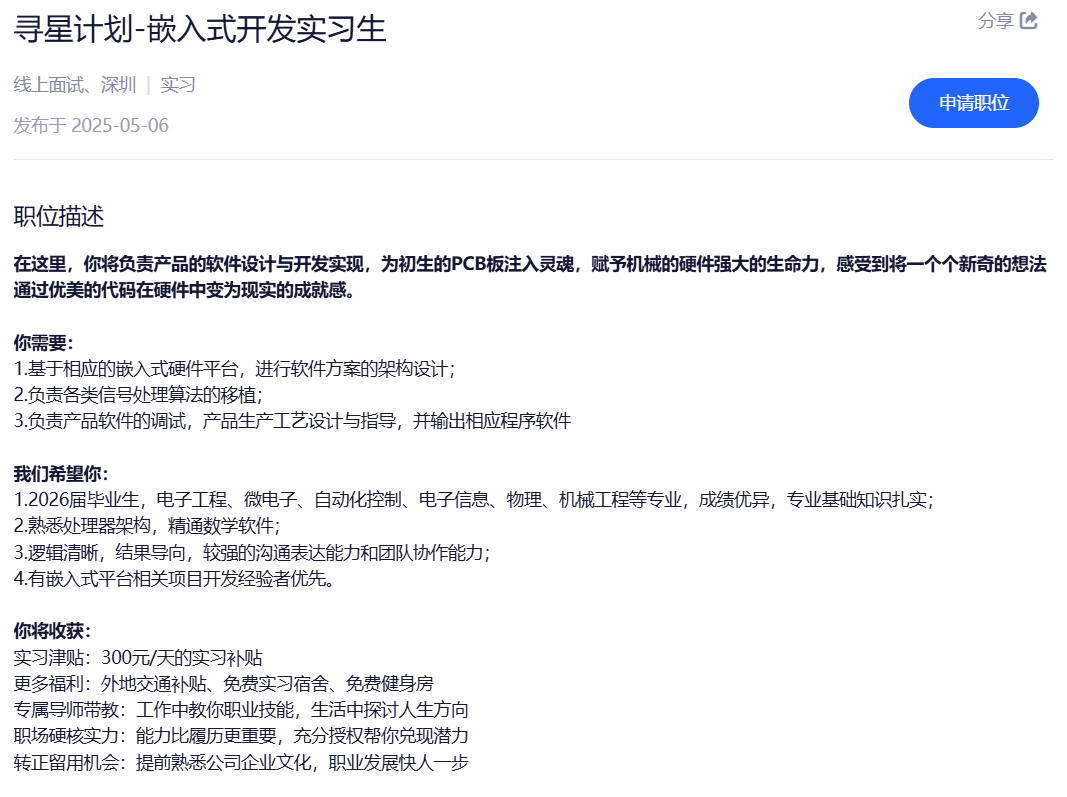 寻星计划-嵌入式开发实习生
分享
线上面试、深圳 | 实习
申请职位
发布于 2025-05-06
职位描述
在这里，你将负责产品的软件设计与开发实现，为初生的PCB板注入灵魂，赋予机械的硬件强大的生命力，感受到将一个个新奇的想法
通过优美的代码在硬件中变为现实的成就感。
你需要：
1.基于相应的嵌入式硬件平台，进行软件方案的架构设计；
2.负责各类信号处理算法的移植；
3.负责产品软件的调试，产品生产工艺设计与指导，并输出相应程序软件
我们希望你：
1.2026届毕业生，电子工程、微电子、自动化控制、电子信息、物理、机械工程等专业，成绩优异，专业基础知识扎实；
2.熟悉处理器架构，精通数学软件；
3.逻辑清晰，结果导向，较强的沟通表达能力和团队协作能力；
4.有嵌入式平台相关项目开发经验者优先。
你将收获：
实习津贴：300元/天的实习补贴
更多福利：外地交通补贴、免费实习宿舍、免费健身房
专属导师带教：工作中教你职业技能，生活中探讨人生方向
职场硬核实力：能力比履历更重要，充分授权帮你兑现潜力
转正留用机会：提前熟悉公司企业文化，职业发展快人一步